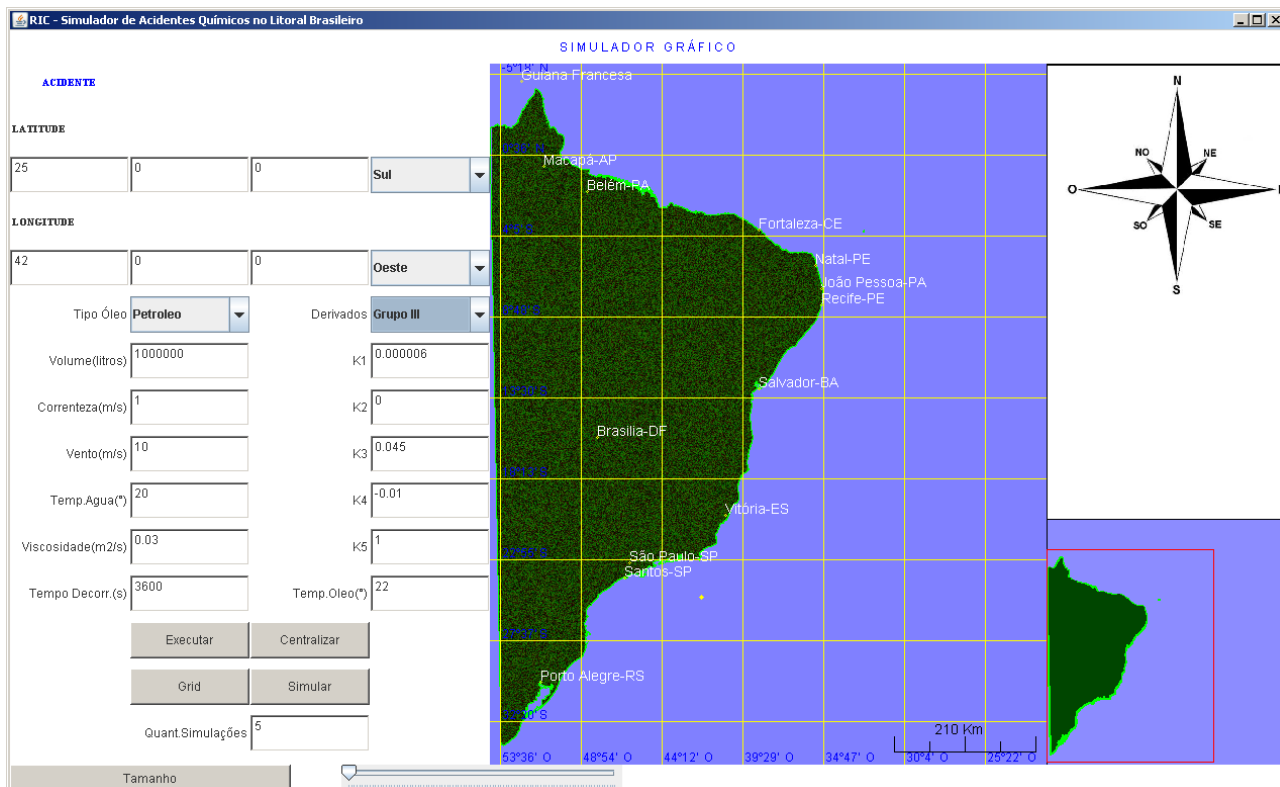 RIC - Simulador de Acidentes Químicos no Litoral Brasileiro
SIMULADOR GRÁFICO
ACIDENTE
LATITUDE
25 0 0 Sul
LONGITUDE
42 0 0 Oeste
Tipo Óleo Petroleo Derivados Grupo III
Volume(litros) 1000000 K1 0.000006
Correnteza(m/s) 1 K2 0
Vento(m/s) 10 K3 0.045
Temp.Agua(°) 20 K4 -0.01
Viscosidade(m2/s) 0.03 K5 1
Tempo Decorr.(s) 3600 Temp.Oleo(°) 22
Executar Centralizar
Grid Simular
Quant.Simulações 5
Tamanho
-5°18' N
Guiana Francesa
Macapá-AP
Belém-PA
Fortaleza-CE
Natal-PE
João Pessoa-PA
Recife-PE
Salvador-BA
Brasilia-DF
Vitória-ES
São Paulo-SP
Santos-SP
Porto Alegre-RS
210 Km
53°36' O 48°54' O 44°12' O 39°29' O 34°47' O 30°4' O 25°22' O
N
NO NE
O
SO SE
S